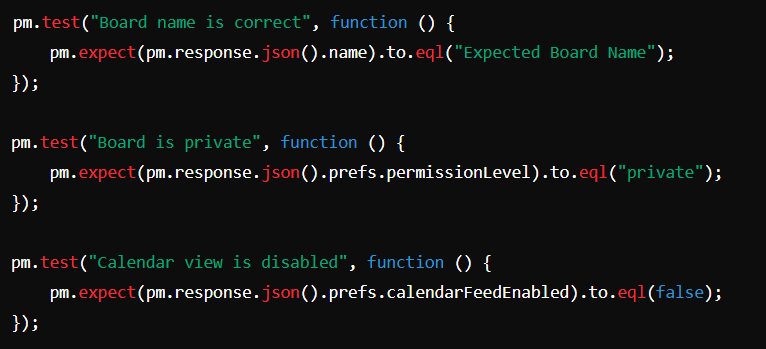 pm.test("Board name is correct", function () {
    pm.expect(pm.response.json().name).to.eql("Expected Board Name");
});

pm.test("Board is private", function () {
    pm.expect(pm.response.json().prefs.permissionLevel).to.eql("private");
});

pm.test("Calendar view is disabled", function () {
    pm.expect(pm.response.json().prefs.calendarFeedEnabled).to.eql(false);
});